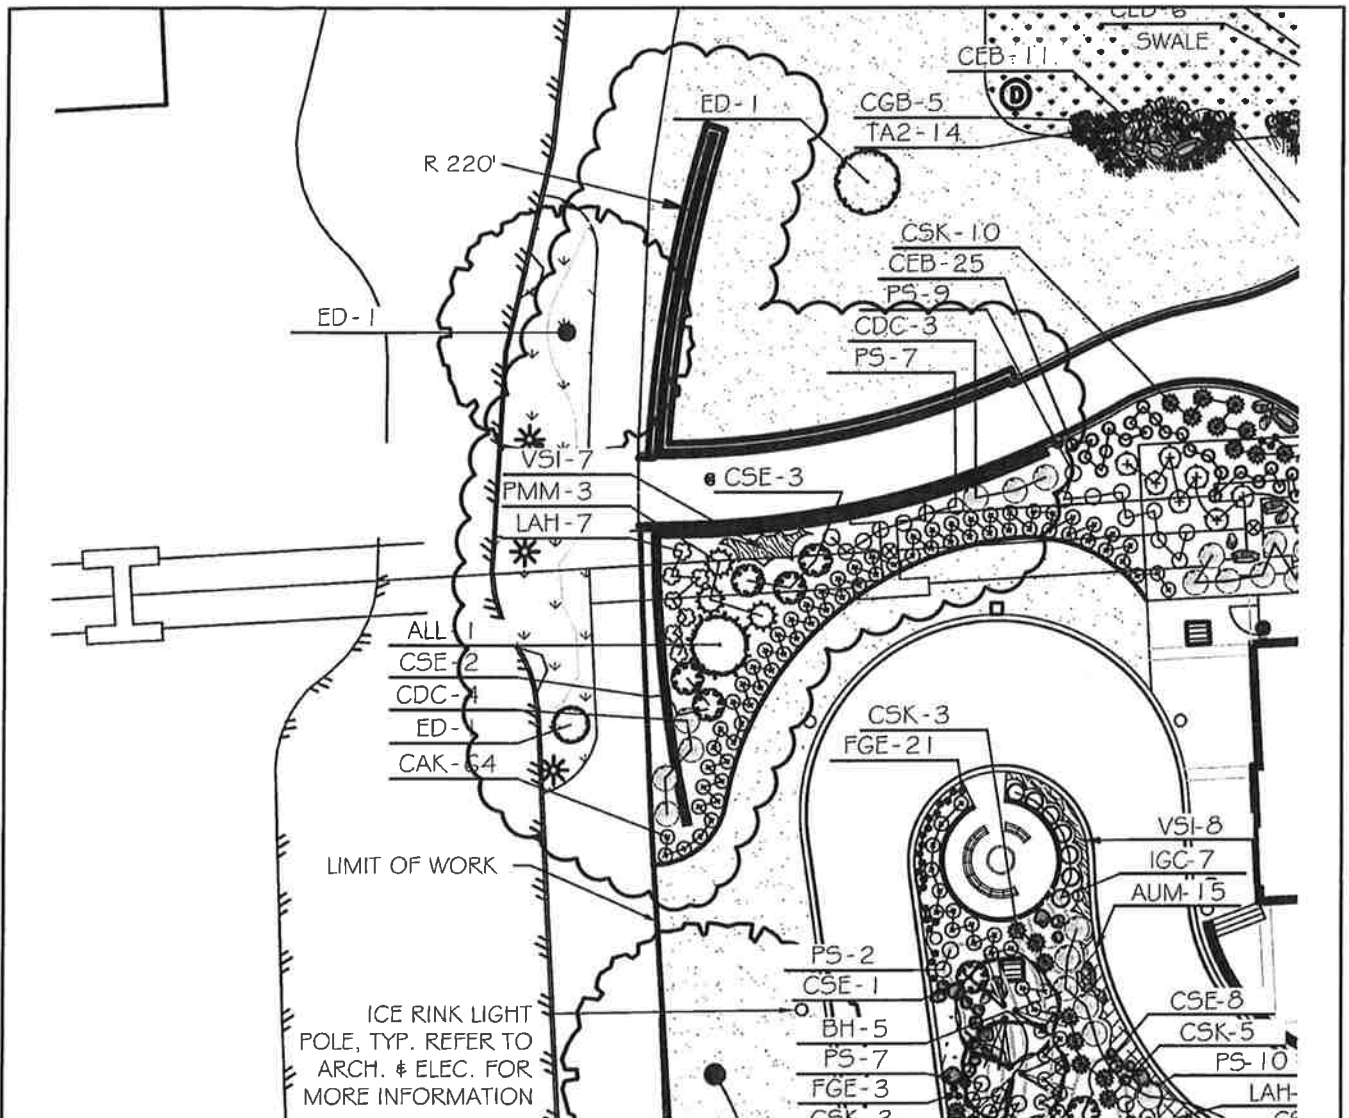 CLD-6
SWALE
CEB-11
D
ED-1
CGB-5
TA2-14
R 220'
CSK-10
CEB-25
PS-9
CDC-3
PS-7
ED-1
VSI-7
PMM-3
LAH-7
CSE-3
ALL-1
CSE-2
CDC-4
ED-1
CAK-64
CSK-3
FGE-21
VSI-8
IGC-7
AUM-15
LIMIT OF WORK
PS-2
CSE-1
BH-5
PS-7
FGE-3
ICE RINK LIGHT
POLE, TYP. REFER TO
ARCH. & ELEC. FOR
MORE INFORMATION
CSE-8
CSK-5
PS-10
LAH-